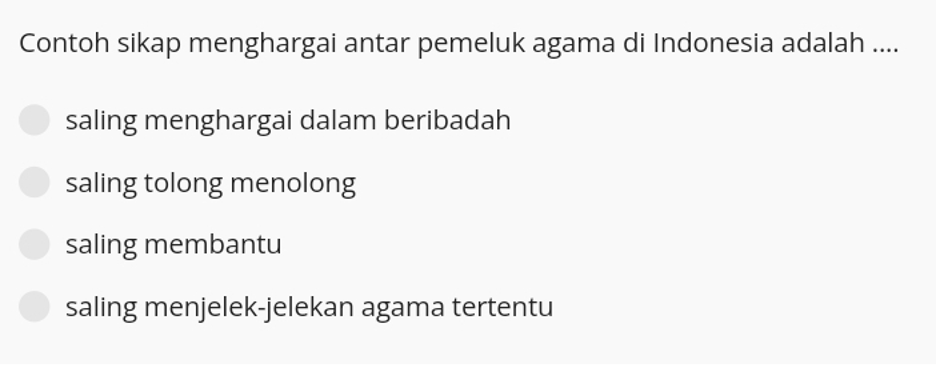 Contoh sikap menghargai antar pemeluk agama di Indonesia adalah ....
saling menghargai dalam beribadah
saling tolong menolong
saling membantu
saling menjelek-jelekan agama tertentu